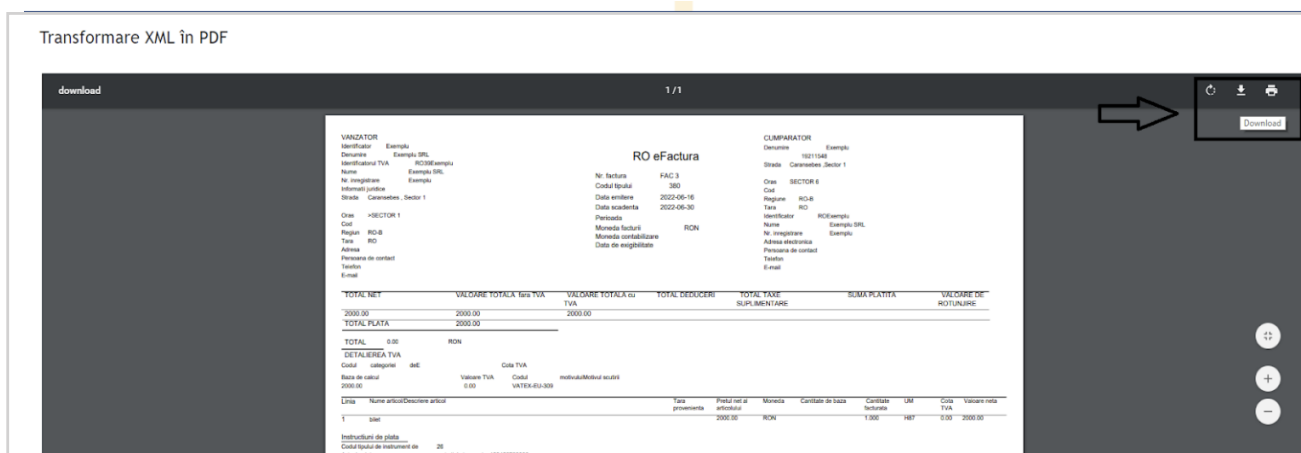 Transformare XML în PDF
download
1 / 1
Download
VANZATOR
Identificator Exemplu
Denumire Exemplu SRL
Identificatorul TVA RO39Exemplu
Nume Exemplu SRL
Nr. inregistrare Exemplu
Informatii juridice
Strada Caransebes , Sector 1
Oras >SECTOR 1
Cod
Regiun RO-B
Tara RO
Adresa
Persoana de contact
Telefon
E-mail
RO eFactura
Nr. factura FAC 3
Codul tipului 380
Data emitere 2022-06-16
Data scadenta 2022-06-30
Perioada
Moneda facturii RON
Moneda contabilizare
Data de exigibilitate
CUMPARATOR
Denumire Exemplu
19211548
Strada Caransebes ,Sector 1
Oras SECTOR 6
Cod
Regiune RO-B
Tara RO
Identificator ROExemplu
Nume Exemplu SRL
Nr. inregistrare Exemplu
Adresa electronica
Persoana de contact
Telefon
E-mail
TOTAL NET VALOARE TOTALA fara TVA VALOARE TOTALA cu TVA TOTAL DEDUCERI TOTAL TAXE SUPLIMENTARE SUMA PLATITA VALOARE DE ROTUNJIRE
2000.00 2000.00 2000.00
TOTAL PLATA 2000.00
TOTAL 0.00 RON
DETALIEREA TVA
Codul categoriei deE Cota TVA
Baza de calcul Valoare TVA Codul motivului/Motivul scutirii
2000.00 0.00 VATEX-EU-309
Linia Nume articol/Descriere articol Tara provenienta Pretul net al articolului Moneda Cantitate de baza Cantitate facturata UM Cota TVA Valoare neta
1 bilet 2000.00 RON 1.000 H87 0.00 2000.00
Instructiuni de plata
Codul tipului de instrument de 26